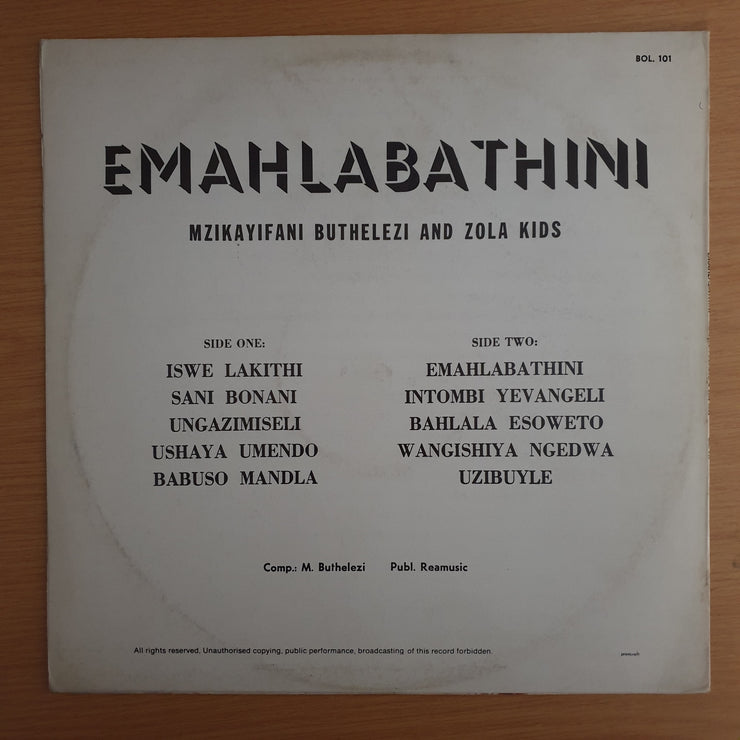 BOL. 101
EMAHLABATHINI
MZIKAYIFANI BUTHELEZI AND ZOLA KIDS
SIDE ONE:
ISWE LAKITHI
SANI BONANI
UNGAZIMISELI
USHAYA UMENDO
BABUSO MANDLA
SIDE TWO:
EMAHLABATHINI
INTOMBI YEVANGELI
BAHLALA ESOWETO
WANGISHIYA NGEDWA
UZIBUYLE
Comp.: M. Buthelezi Publ. Reamusic
All rights reserved. Unauthorised copying, public performance, broadcasting of this record forbidden.